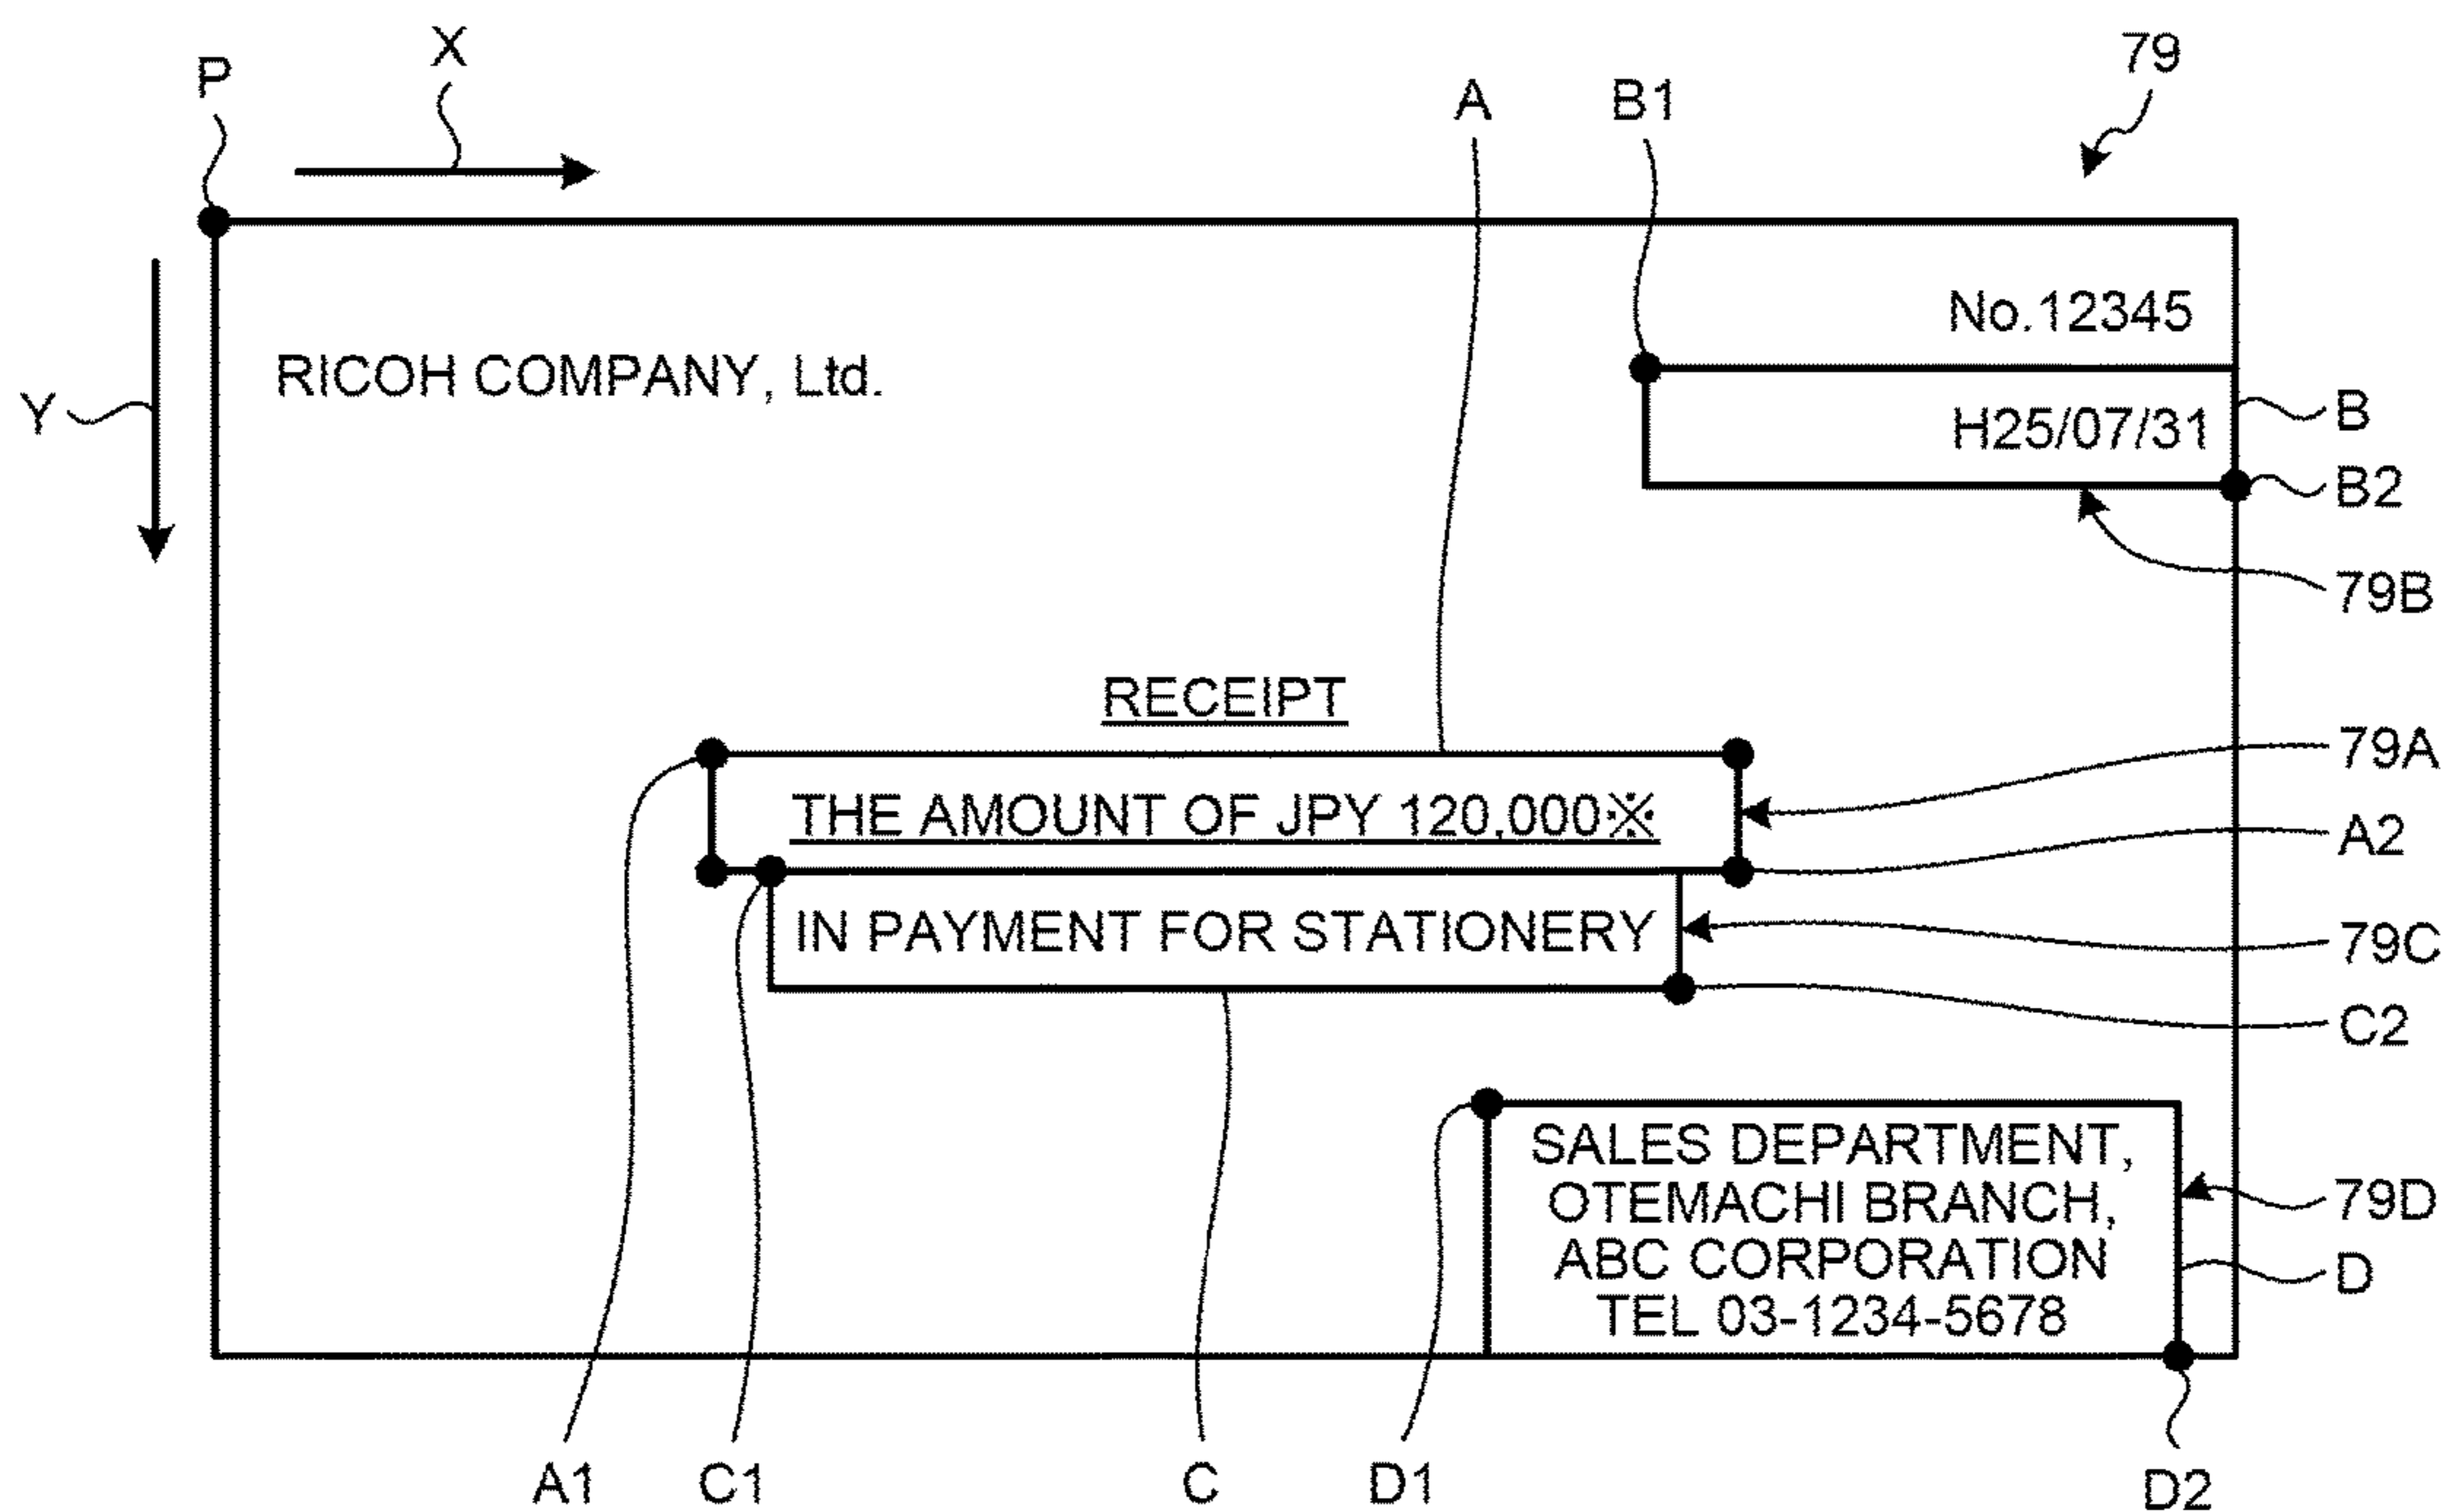 X
79
P
A
B1
No.12345
RICOH COMPANY, Ltd.
Y
H25/07/31
B
B2
79B
RECEIPT
79A
THE AMOUNT OF JPY 120,000※
A2
IN PAYMENT FOR STATIONERY
79C
C2
SALES DEPARTMENT,
OTEMACHI BRANCH,
79D
ABC CORPORATION
D
TEL 03-1234-5678
A1
C1
C
D1
D2